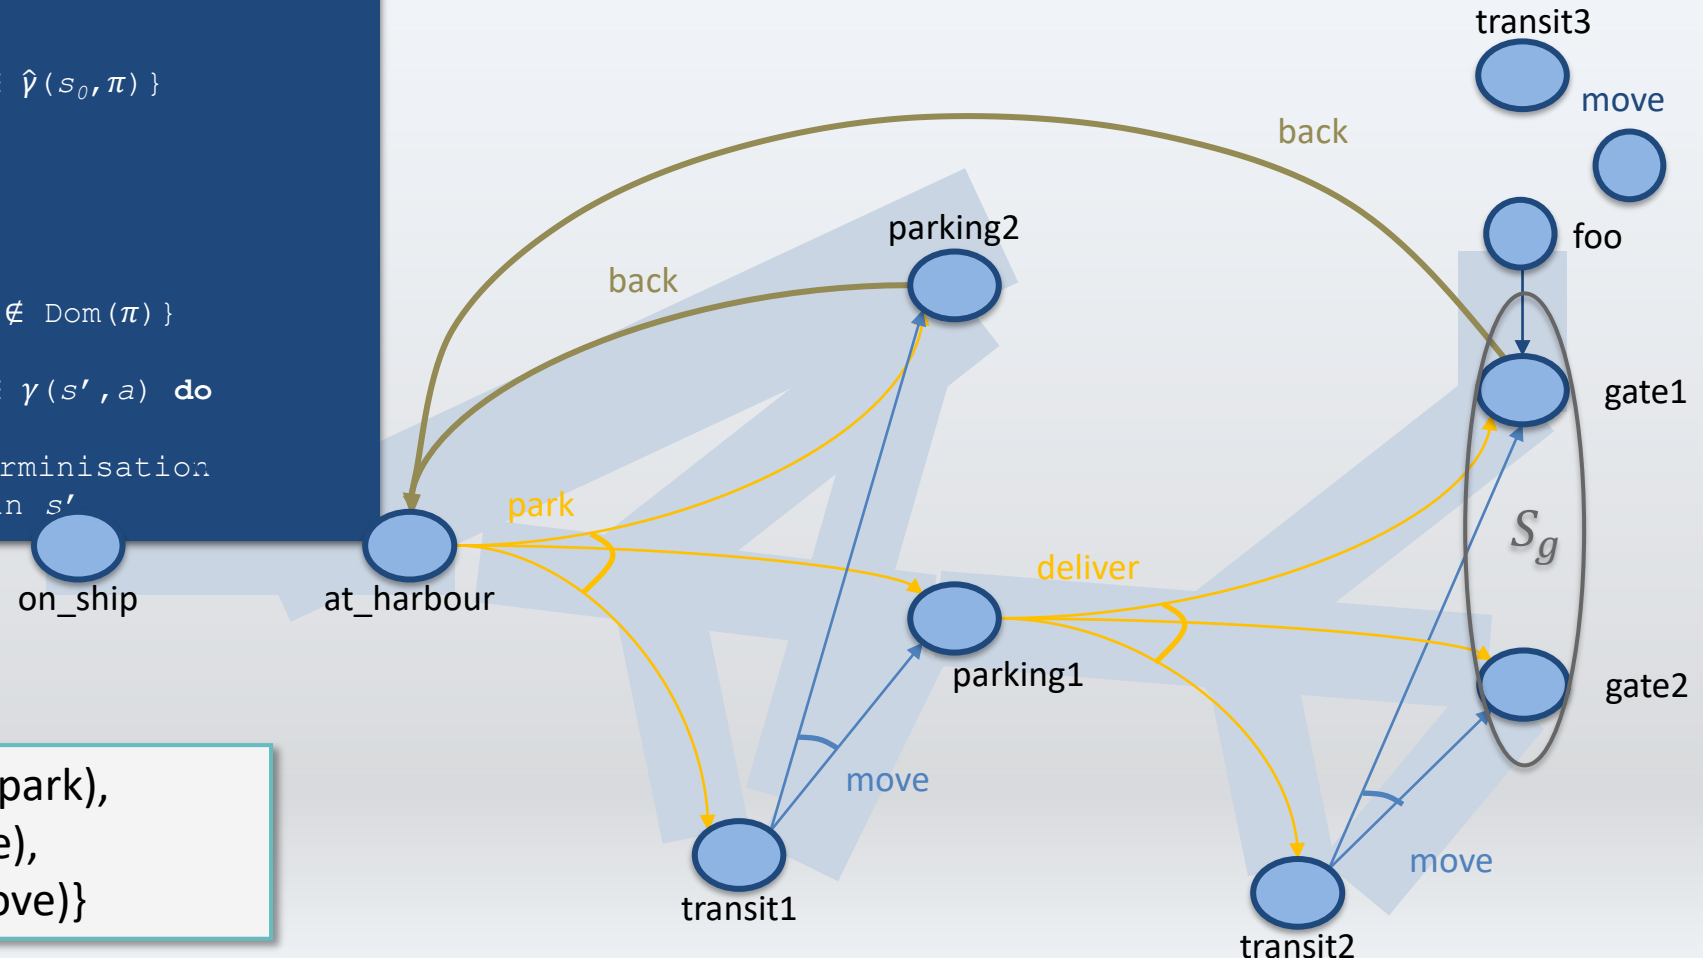 γ̂(s₀,π)}
∉ Dom(π)}
γ(s′,a) do
rminisation
n s′
on_ship
at_harbour
park),
e),
ove)}
back
back
park
parking2
parking1
deliver
move
transit1
transit3
move
foo
gate1
S_g
gate2
move
transit2